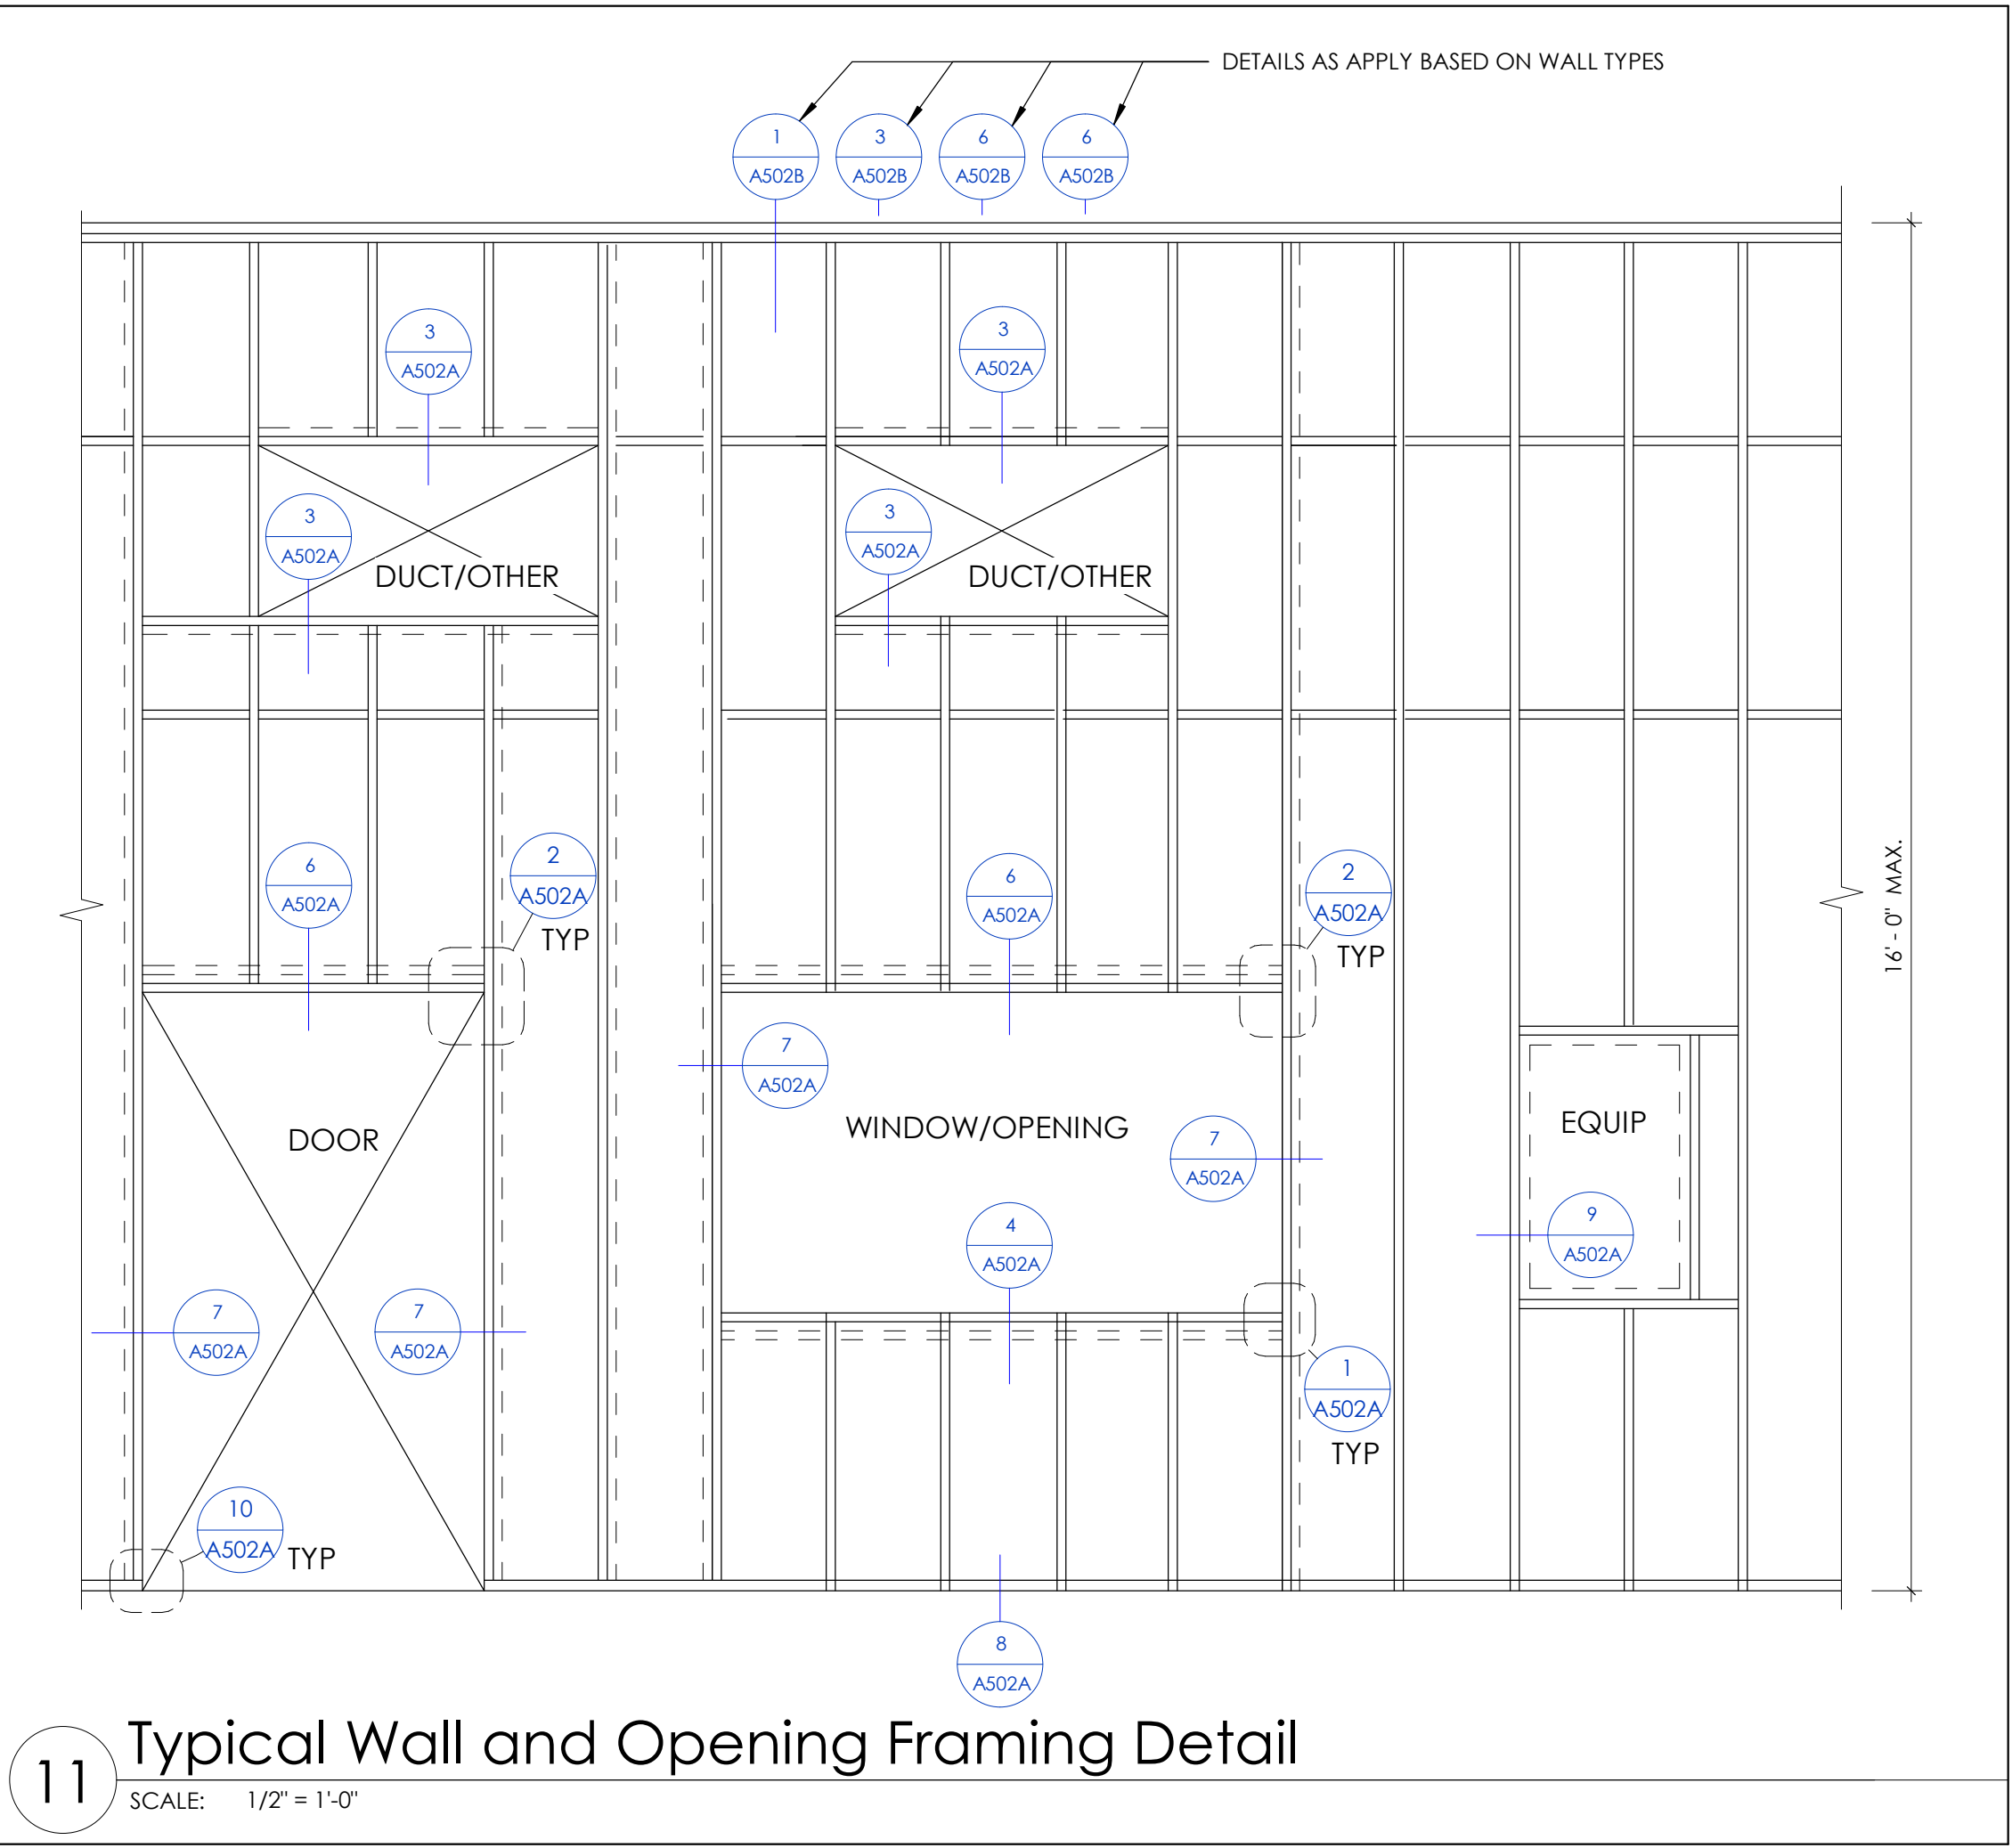 DETAILS AS APPLY BASED ON WALL TYPES
1
A502B
3
A502B
6
A502B
6
A502B
3
A502A
3
A502A
3
A502A
3
A502A
DUCT/OTHER
DUCT/OTHER
6
A502A
2
A502A
TYP
6
A502A
2
A502A
TYP
16' - 0" MAX.
7
A502A
DOOR
WINDOW/OPENING
EQUIP
7
A502A
4
A502A
9
A502A
7
A502A
7
A502A
1
A502A
TYP
10
A502A
TYP
8
A502A
11
Typical Wall and Opening Framing Detail
SCALE: 1/2" = 1'-0"